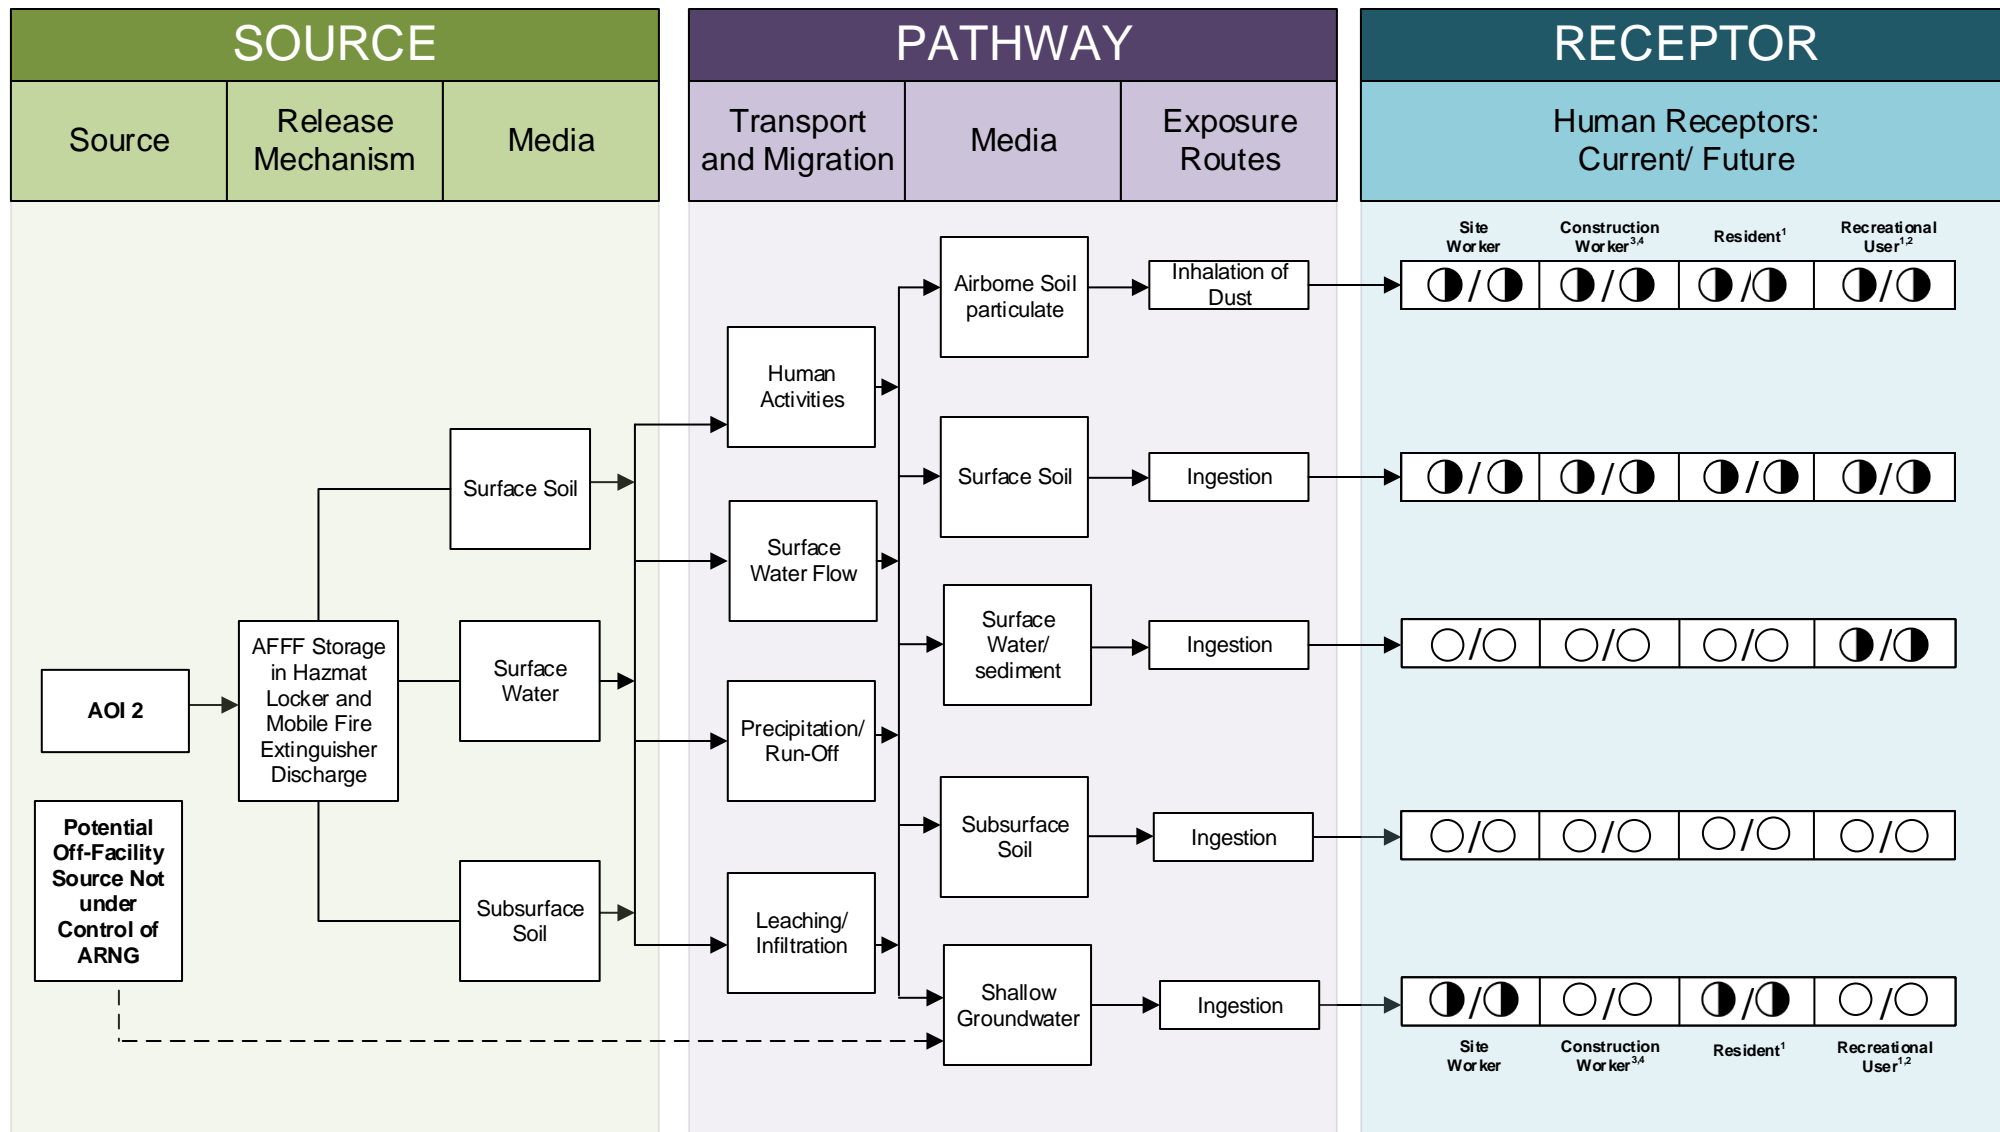 SOURCE
PATHWAY
RECEPTOR
Source
Release
Mechanism
Media
Transport
and Migration
Media
Exposure
Routes
Human Receptors:
Current/ Future
Site
Worker
Construction
Worker3,4
Resident1
Recreational
User1,2
Airborne Soil
particulate
Inhalation of
Dust
/
/
/
/
Human
Activities
Surface Soil
Surface Soil
Ingestion
/
/
/
/
Surface
Water Flow
AFFF Storage
in Hazmat
Locker and
Mobile Fire
Extinguisher
Discharge
Surface
Water
Surface
Water/
sediment
Ingestion
/
/
/
/
AOI 2
Precipitation/
Run-Off
Potential
Off-Facility
Source Not
under
Control of
ARNG
Subsurface
Soil
Ingestion
/
/
/
/
Subsurface
Soil
Leaching/
Infiltration
Shallow
Groundwater
Ingestion
/
/
/
/
Site
Worker
Construction
Worker3,4
Resident1
Recreational
User1,2